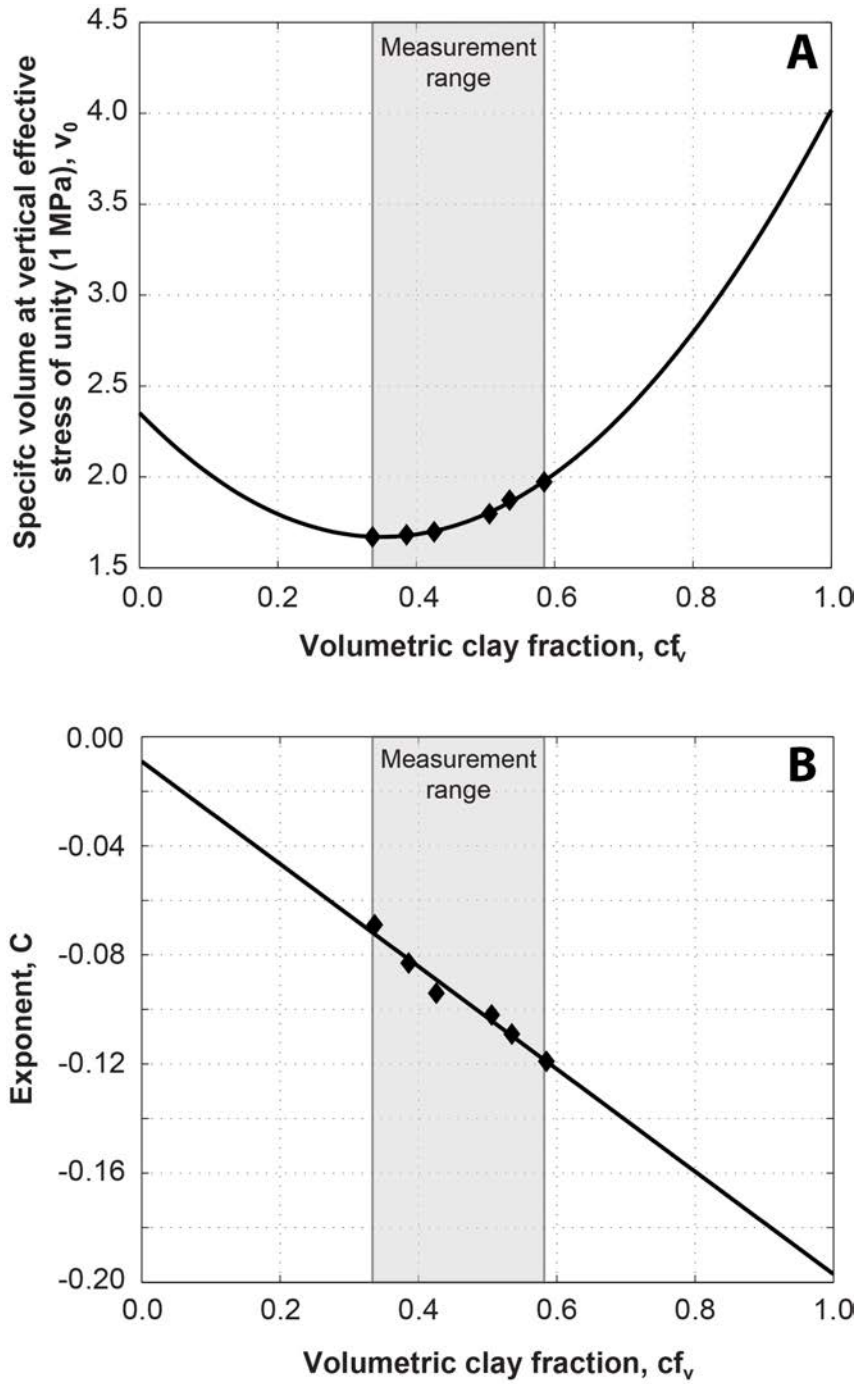 A
Measurement
range
Specifc volume at vertical effective
stress of unity (1 MPa), v0
4.5
4.0
3.5
3.0
2.5
2.0
1.5
0.0 0.2 0.4 0.6 0.8 1.0
Volumetric clay fraction, cfv
B
Measurement
range
Exponent, C
0.00
-0.04
-0.08
-0.12
-0.16
-0.20
0.0 0.2 0.4 0.6 0.8 1.0
Volumetric clay fraction, cfv